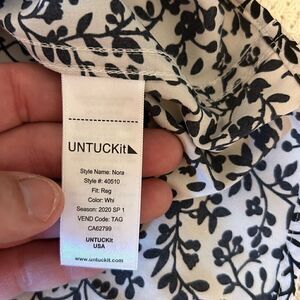 UNTUCKit
Style Name: Nora
Style #: 40510
Fit: Reg
Color: Whi
Season: 2020 SP 1
VEND Code: TAG
CA62799
UNTUCKit
USA
www.untuckit.com